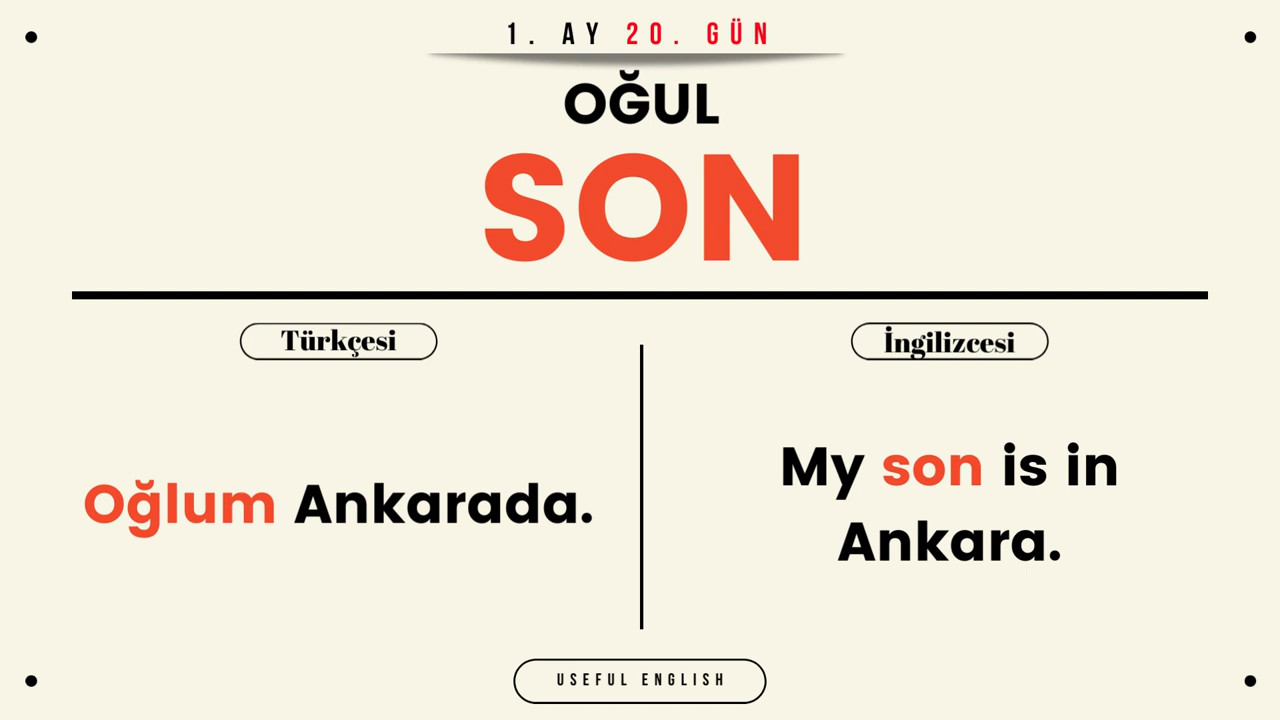 1. AY 20. GÜN
OĞUL
SON
Türkçesi
Oğlum Ankarada.
İngilizcesi
My son is in
Ankara.
USEFUL ENGLISH